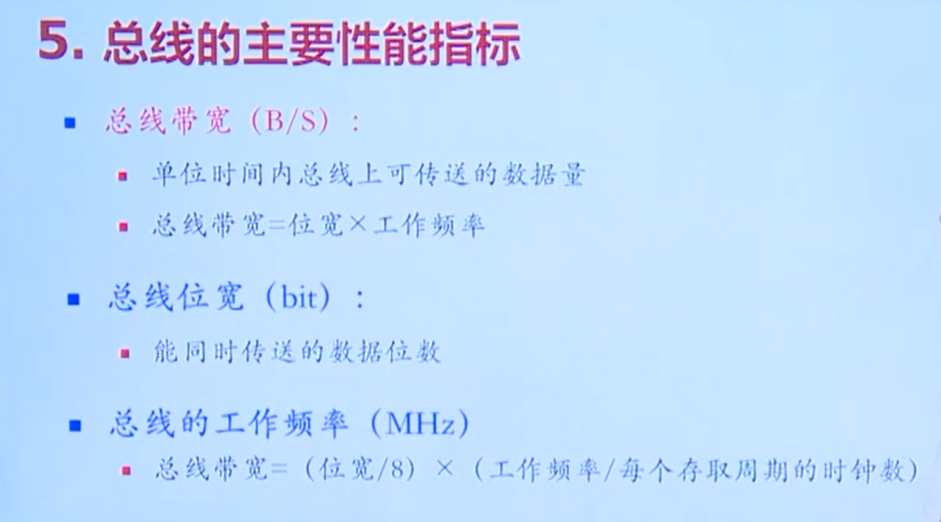 5. 总线的主要性能指标
总线带宽（B/S）:
单位时间内总线上可传送的数据量
总线带宽=位宽×工作频率
总线位宽（bit）:
能同时传送的数据位数
总线的工作频率（MHz）
总线带宽=（位宽/8）×（工作频率/每个存取周期的时钟数）